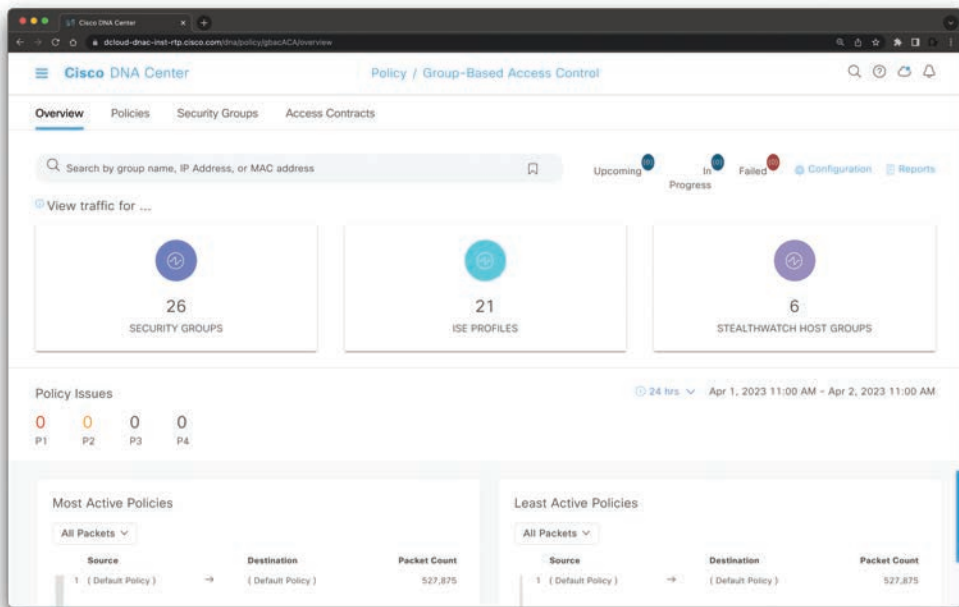 Cisco DNA Center
dcloud-dnac-inst-rtp.cisco.com/dna/policy/gbacACA/overview
Cisco DNA Center
Policy / Group-Based Access Control
Overview Policies Security Groups Access Contracts
Search by group name, IP Address, or MAC address
Upcoming In Progress Failed Configuration Reports
View traffic for ...
26 21 6
SECURITY GROUPS ISE PROFILES STEALTHWATCH HOST GROUPS
Policy Issues
24 hrs Apr 1, 2023 11:00 AM - Apr 2, 2023 11:00 AM
0 0 0 0
P1 P2 P3 P4
Most Active Policies
All Packets
Source Destination Packet Count
1 ( Default Policy ) → ( Default Policy ) 527,875
Least Active Policies
All Packets
Source Destination Packet Count
1 ( Default Policy ) → ( Default Policy ) 527,875